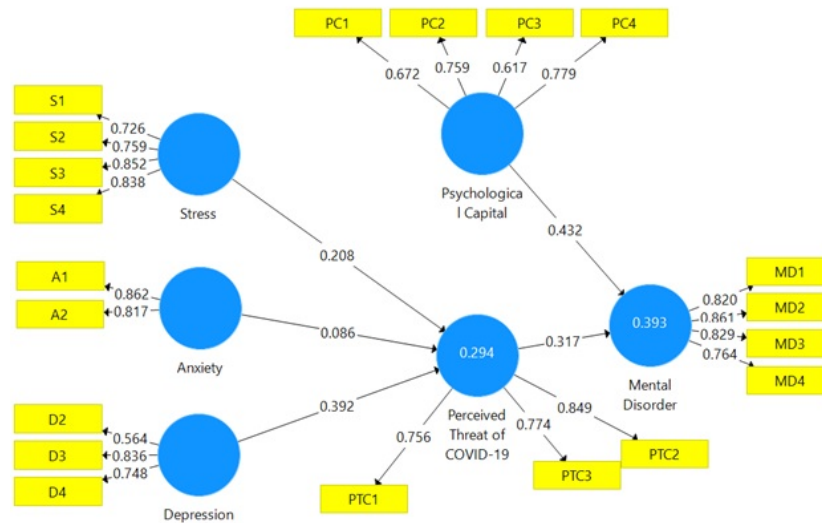 PC1
PC2
PC3
PC4
0.672
0.759
0.617
0.779
Psychologica
l Capital
S1
S2
S3
S4
0.726
0.759
0.852
0.838
Stress
0.208
0.432
A1
A2
0.862
0.817
Anxiety
0.086
0.294
Perceived
Threat of
COVID-19
0.317
0.393
Mental
Disorder
0.820
0.861
0.829
0.764
MD1
MD2
MD3
MD4
D2
D3
D4
0.564
0.836
0.748
Depression
0.392
0.756
0.774
0.849
PTC1
PTC3
PTC2